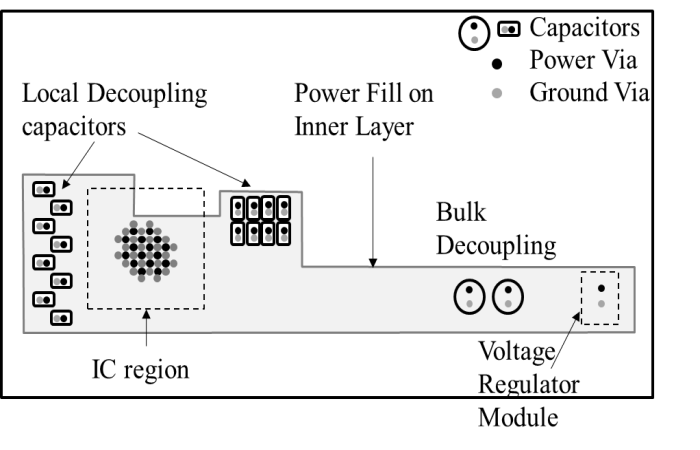 Capacitors
Power Via
Ground Via
Local Decoupling
capacitors
Power Fill on
Inner Layer
Bulk
Decoupling
IC region
Voltage
Regulator
Module